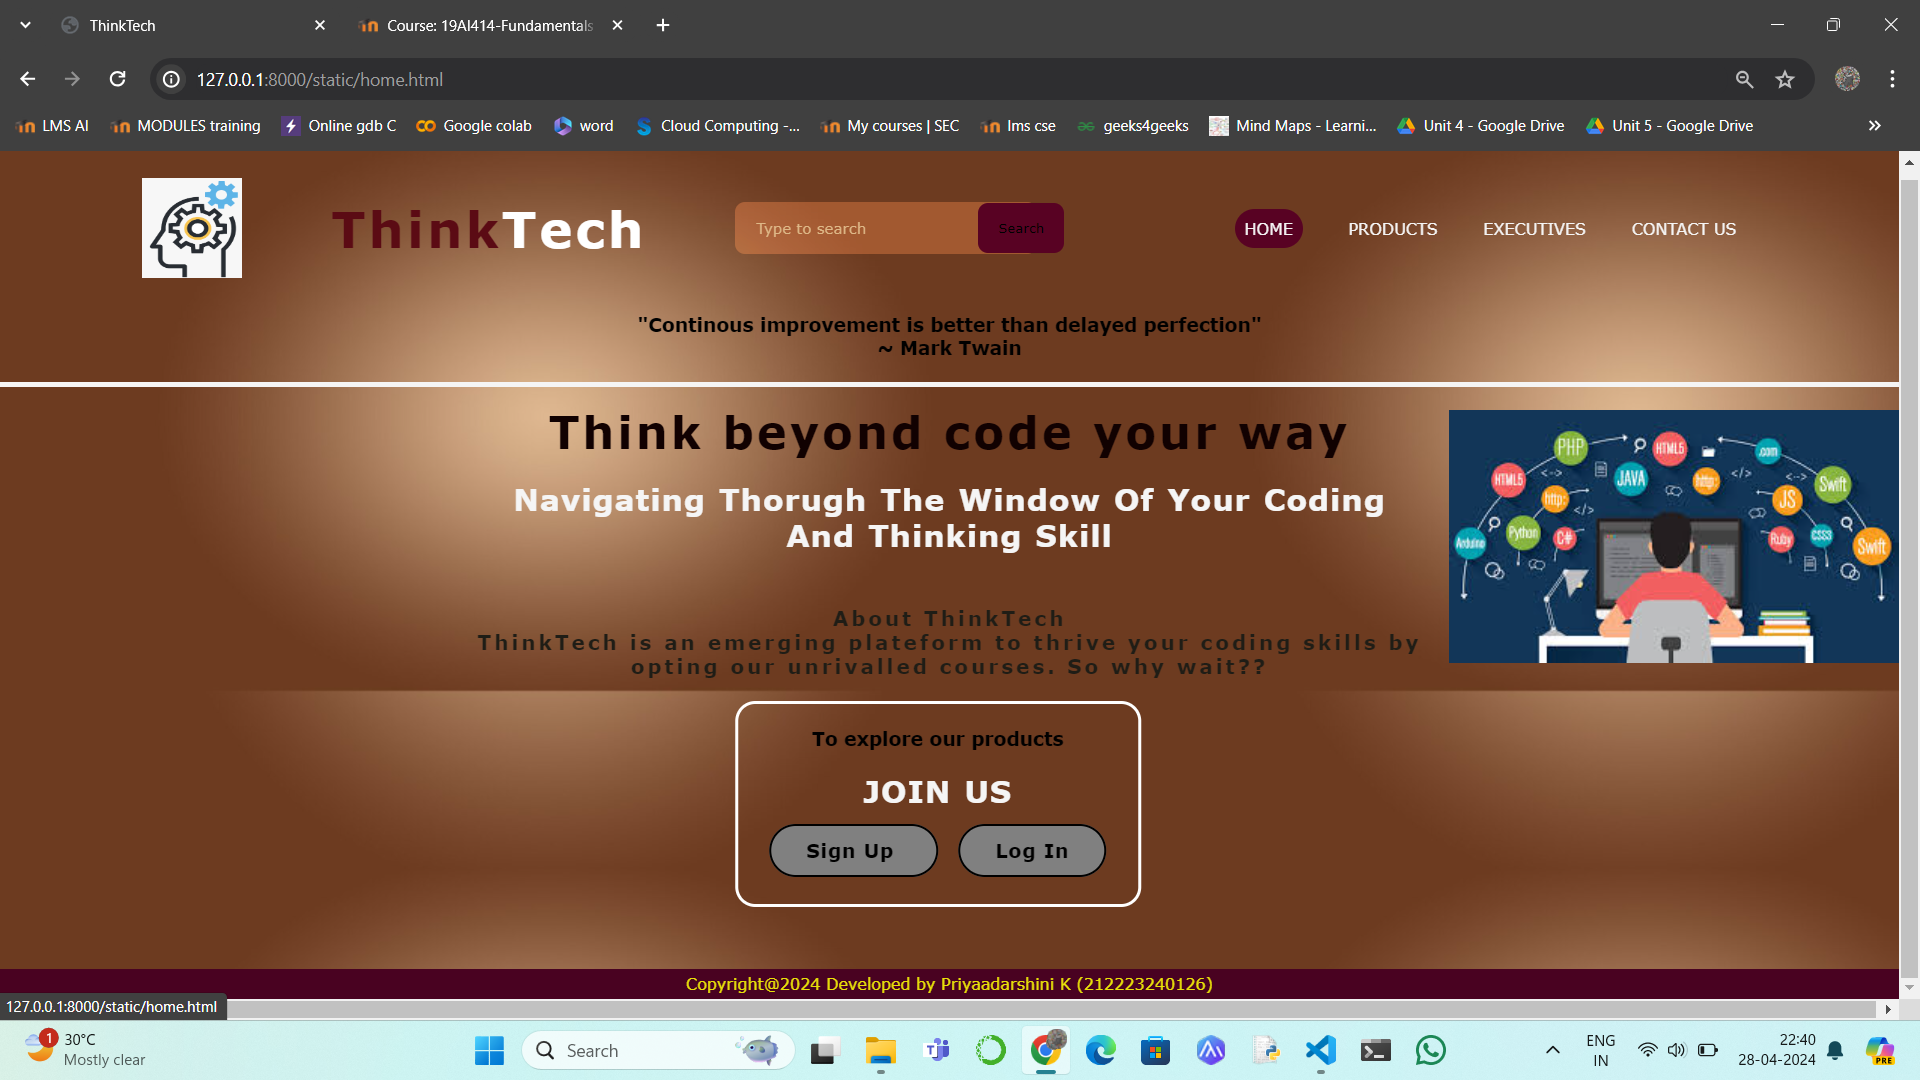 ThinkTech
Course: 19AI414-Fundamentals
127.0.0.1:8000/static/home.html
LMS AI
MODULES training
Online gdb C
Google colab
word
Cloud Computing -...
My courses | SEC
lms cse
geeks4geeks
Mind Maps - Learni...
Unit 4 - Google Drive
Unit 5 - Google Drive
ThinkTech
Type to search
Search
HOME
PRODUCTS
EXECUTIVES
CONTACT US
"Continous improvement is better than delayed perfection"
~ Mark Twain
Think beyond code your way
Navigating Thorugh The Window Of Your Coding
And Thinking Skill
PHP
HTML5
.com
HTML5
JAVA
http:
Swift
http:
JS
Arduino
Python
C#
Ruby
CSS3
Swift
About ThinkTech
ThinkTech is an emerging plateform to thrive your coding skills by
opting our unrivalled courses. So why wait??
To explore our products
JOIN US
Sign Up
Log In
Copyright@2024 Developed by Priyaadarshini K (212223240126)
127.0.0.1:8000/static/home.html
1
30°C
Mostly clear
Search
ENG
IN
22:40
28-04-2024
PRE